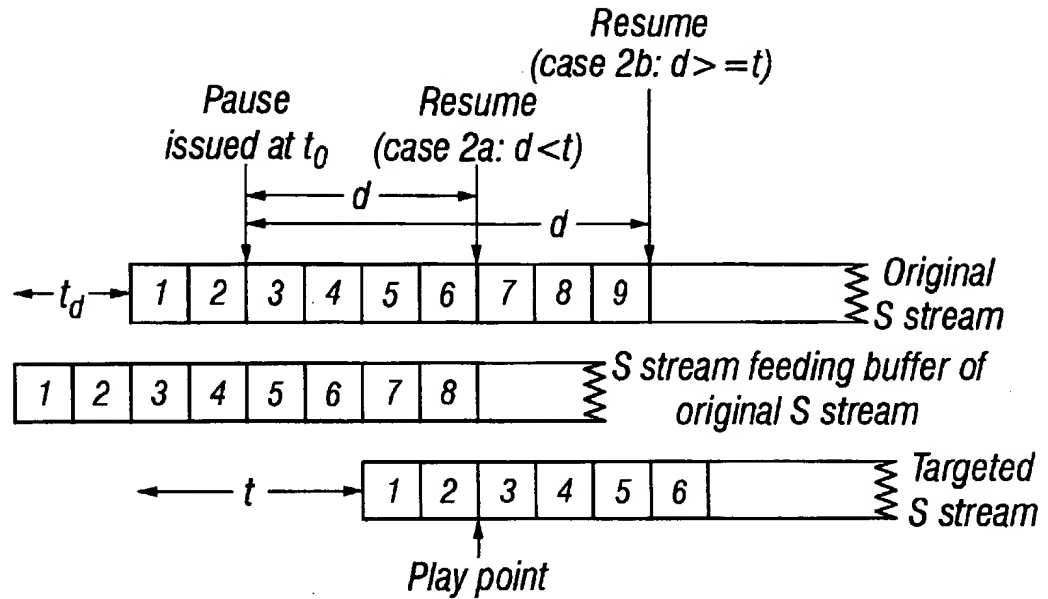 Resume
(case 2b: d>=t)
Pause
issued at t0
Resume
(case 2a: d<t)
d
d
td
1 2 3 4 5 6 7 8 9
Original
S stream
1 2 3 4 5 6 7 8
S stream feeding buffer of
original S stream
t
1 2 3 4 5 6
Targeted
S stream
Play point